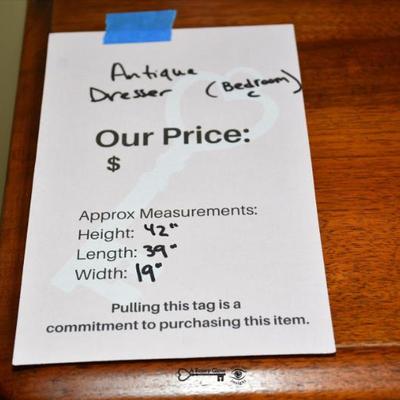 Antique
Dresser (Bedroom)
C
Our Price:
$
Approx Measurements:
Height: 42"
Length: 39"
Width: 19"
Pulling this tag is a
commitment to purchasing this item.